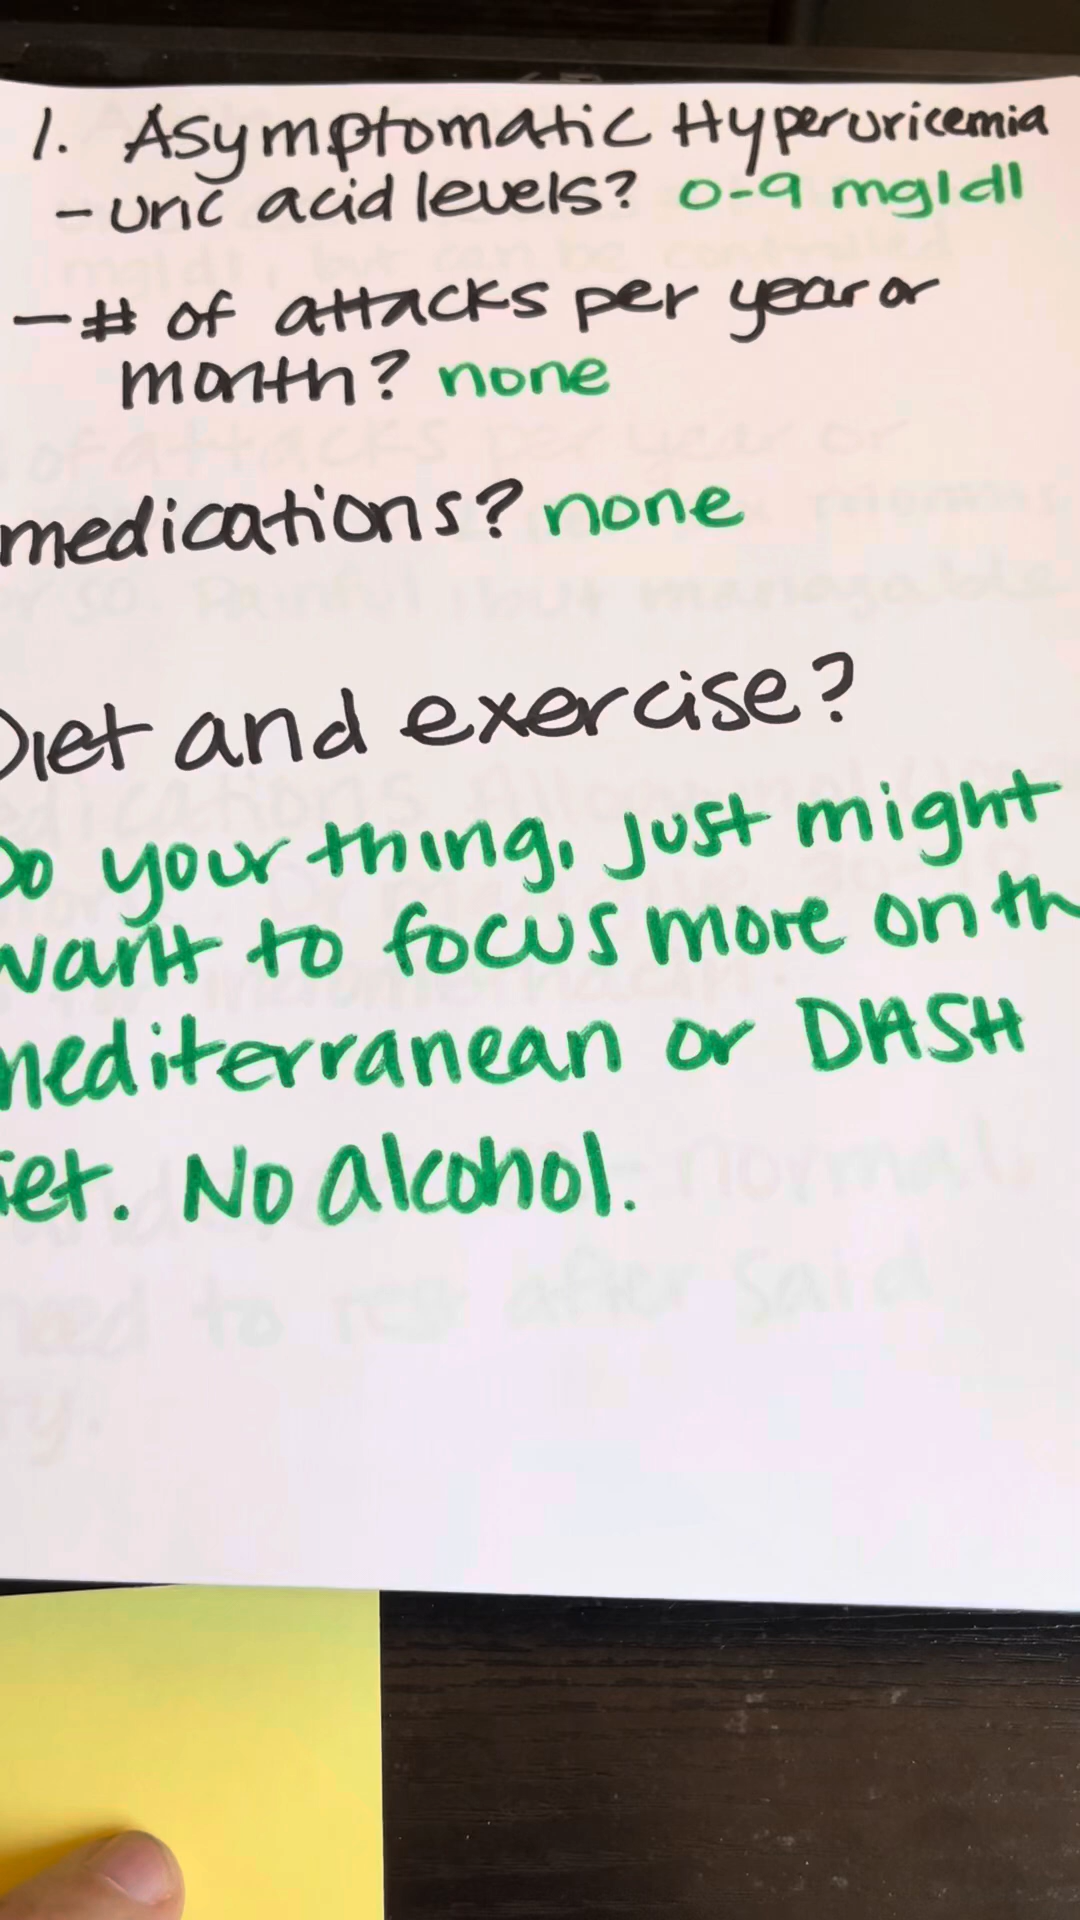 1. Asymptomatic Hyperuricemia
- uric acid levels? 0-9 mg/dl
- # of attacks per year or
month? none
medications? none
Diet and exercise?
Do your thing, just might
want to focus more on th
mediterranean or DASH
iet. No alcohol.